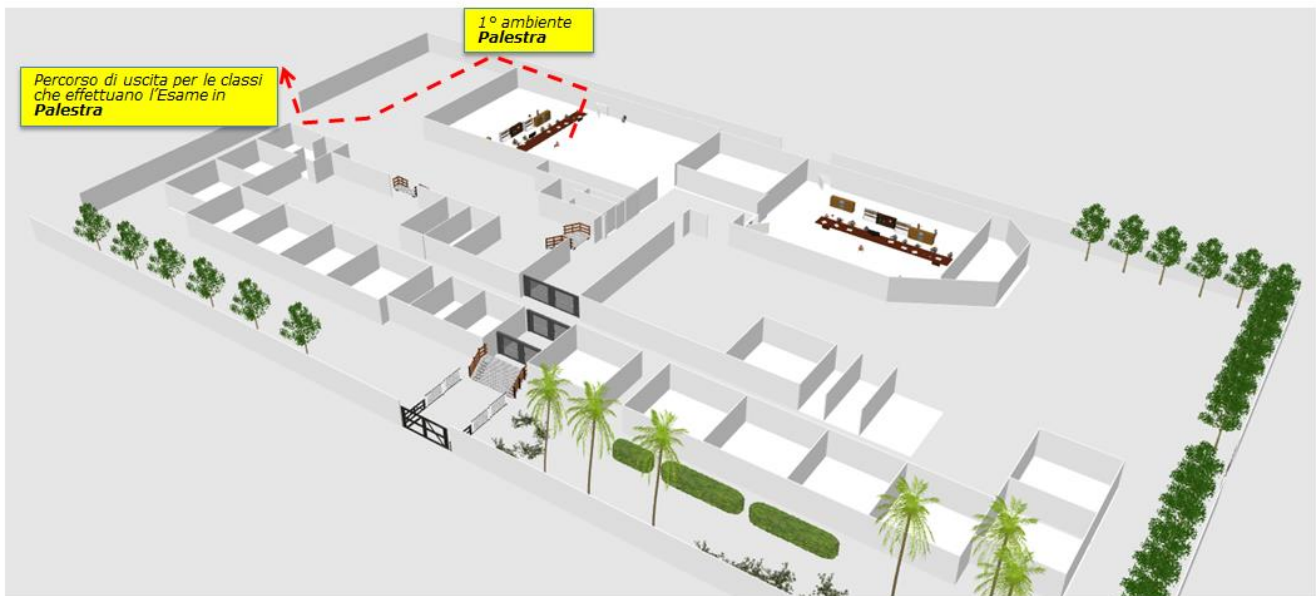 1° ambiente
Palestra
Percorso di uscita per le classi
che effettuano l’Esame in
Palestra